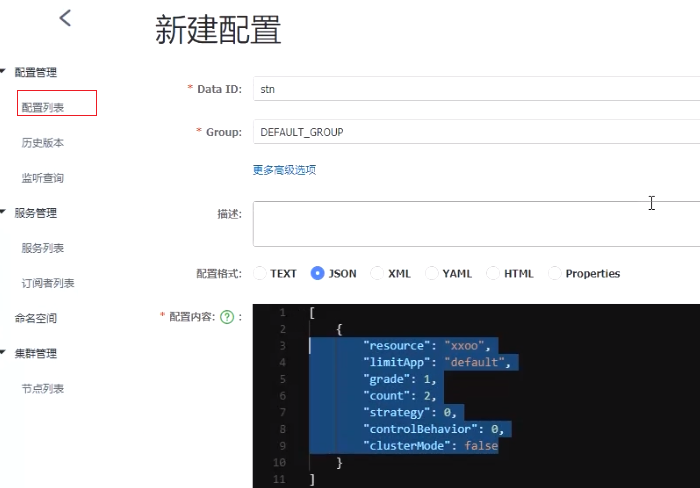 新建配置
配置管理
配置列表
历史版本
监听查询
服务管理
服务列表
订阅者列表
命名空间
集群管理
节点列表
* Data ID: stn
* Group: DEFAULT_GROUP
更多高级选项
描述:
配置格式: TEXT JSON XML YAML HTML Properties
* 配置内容: ? :
1 [
2 {
3 "resource": "xxoo",
4 "limitApp": "default",
5 "grade": 1,
6 "count": 2,
7 "strategy": 0,
8 "controlBehavior": 0,
9 "clusterMode": false
10 }
11 ]